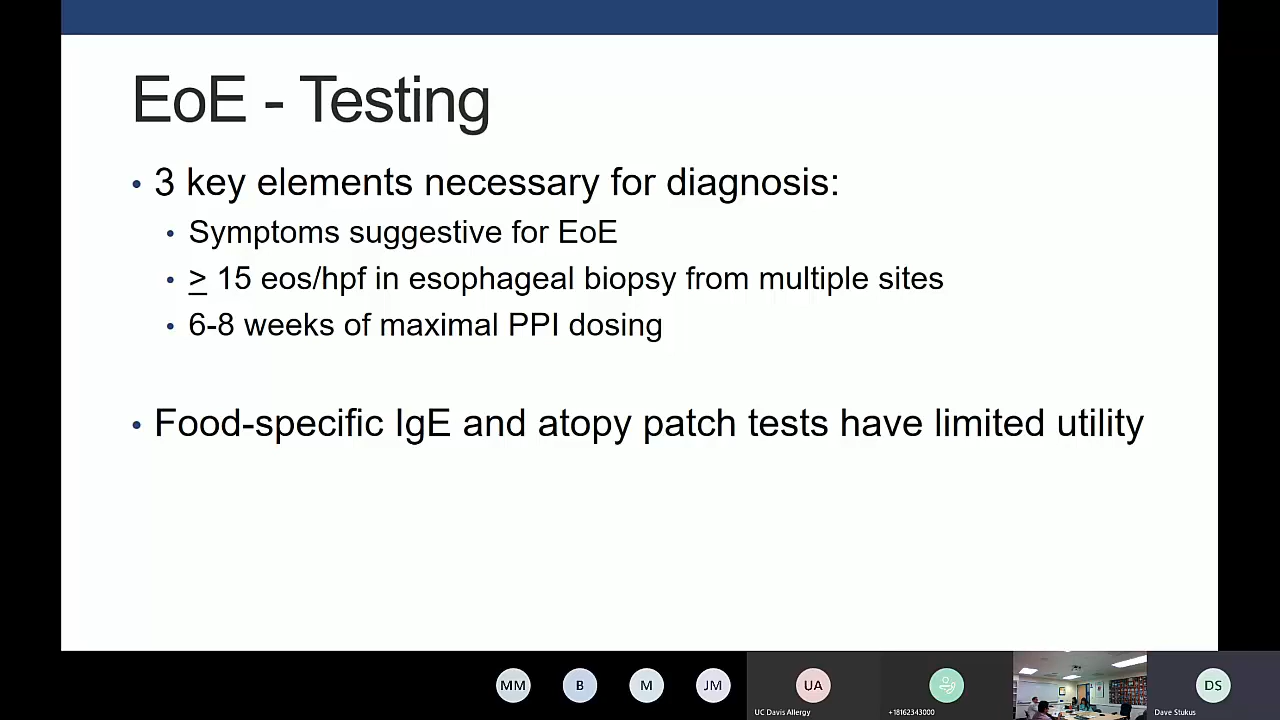 EoE - Testing
• 3 key elements necessary for diagnosis:
• Symptoms suggestive for EoE
• ≥ 15 eos/hpf in esophageal biopsy from multiple sites
• 6-8 weeks of maximal PPI dosing
• Food-specific IgE and atopy patch tests have limited utility
MM B M JM UA DS
UC Davis Allergy +18162343000 Dave Stukus